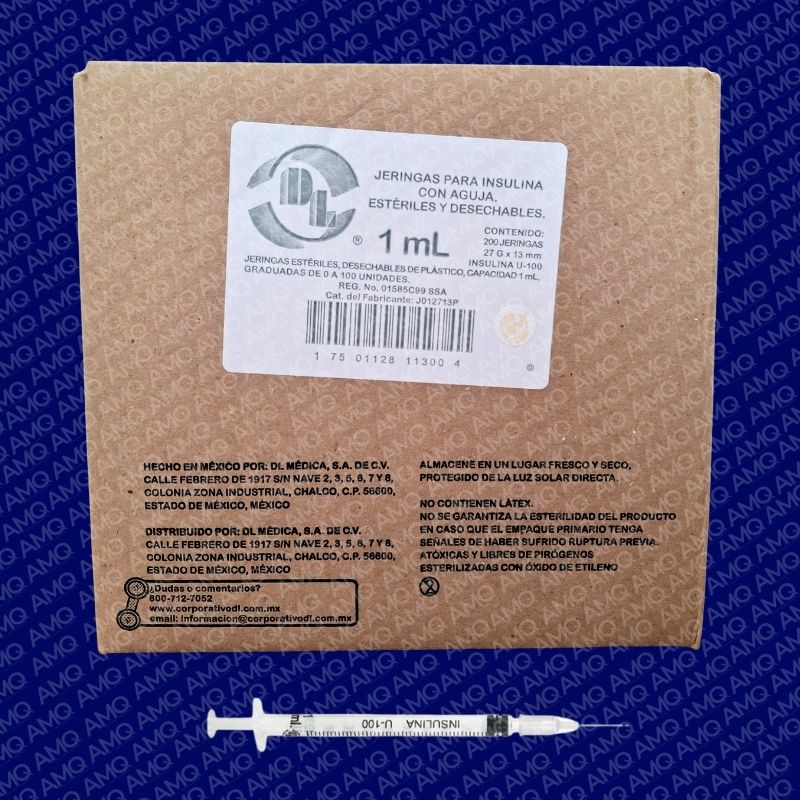 DL
®
JERINGAS PARA INSULINA
CON AGUJA.
ESTÉRILES Y DESECHABLES.
1 mL
CONTENIDO:
200 JERINGAS
27 G x 13 mm
INSULINA U-100
JERINGAS ESTÉRILES, DESECHABLES DE PLÁSTICO, CAPACIDAD 1 mL,
GRADUADAS DE 0 A 100 UNIDADES.
REG. No. 01585C99 SSA
Cat. del Fabricante: J012713P
1 75 01128 11300 4
HECHO EN MÉXICO POR: DL MÉDICA, S.A. DE C.V.
CALLE FEBRERO DE 1917 S/N NAVE 2, 3, 5, 6, 7 Y 8,
COLONIA ZONA INDUSTRIAL, CHALCO, C.P. 56600,
ESTADO DE MÉXICO, MÉXICO
DISTRIBUIDO POR: DL MÉDICA, S.A. DE C.V.
CALLE FEBRERO DE 1917 S/N NAVE 2, 3, 5, 6, 7 Y 8,
COLONIA ZONA INDUSTRIAL, CHALCO, C.P. 56600,
ESTADO DE MÉXICO, MÉXICO
¿Dudas o comentarios?
800-712-7052
www.corporativodl.com.mx
email: informacion@corporativodl.com.mx
ALMACENE EN UN LUGAR FRESCO Y SECO,
PROTEGIDO DE LA LUZ SOLAR DIRECTA.
NO CONTIENEN LÁTEX.
NO SE GARANTIZA LA ESTERILIDAD DEL PRODUCTO
EN CASO QUE EL EMPAQUE PRIMARIO TENGA
SEÑALES DE HABER SUFRIDO RUPTURA PREVIA.
ATÓXICAS Y LIBRES DE PIRÓGENOS
ESTERILIZADAS CON ÓXIDO DE ETILENO
2
1 mL
INSULINA U-100
AMQ